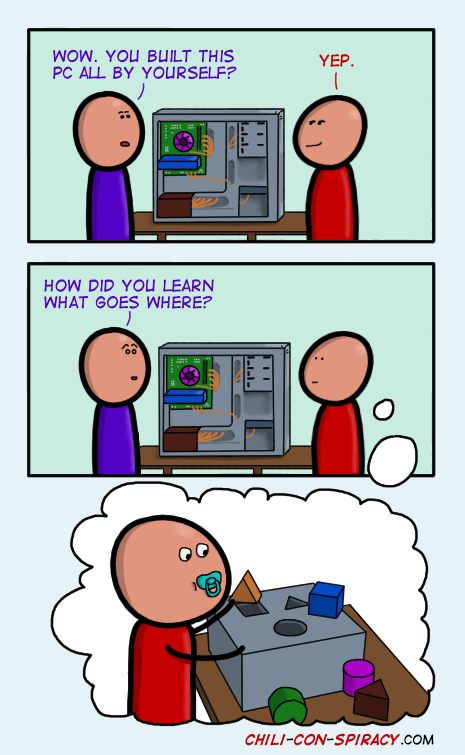 WOW. YOU BUILT THIS
PC ALL BY YOURSELF?
YEP.
HOW DID YOU LEARN
WHAT GOES WHERE?
CHILI-CON-SPIRACY.COM